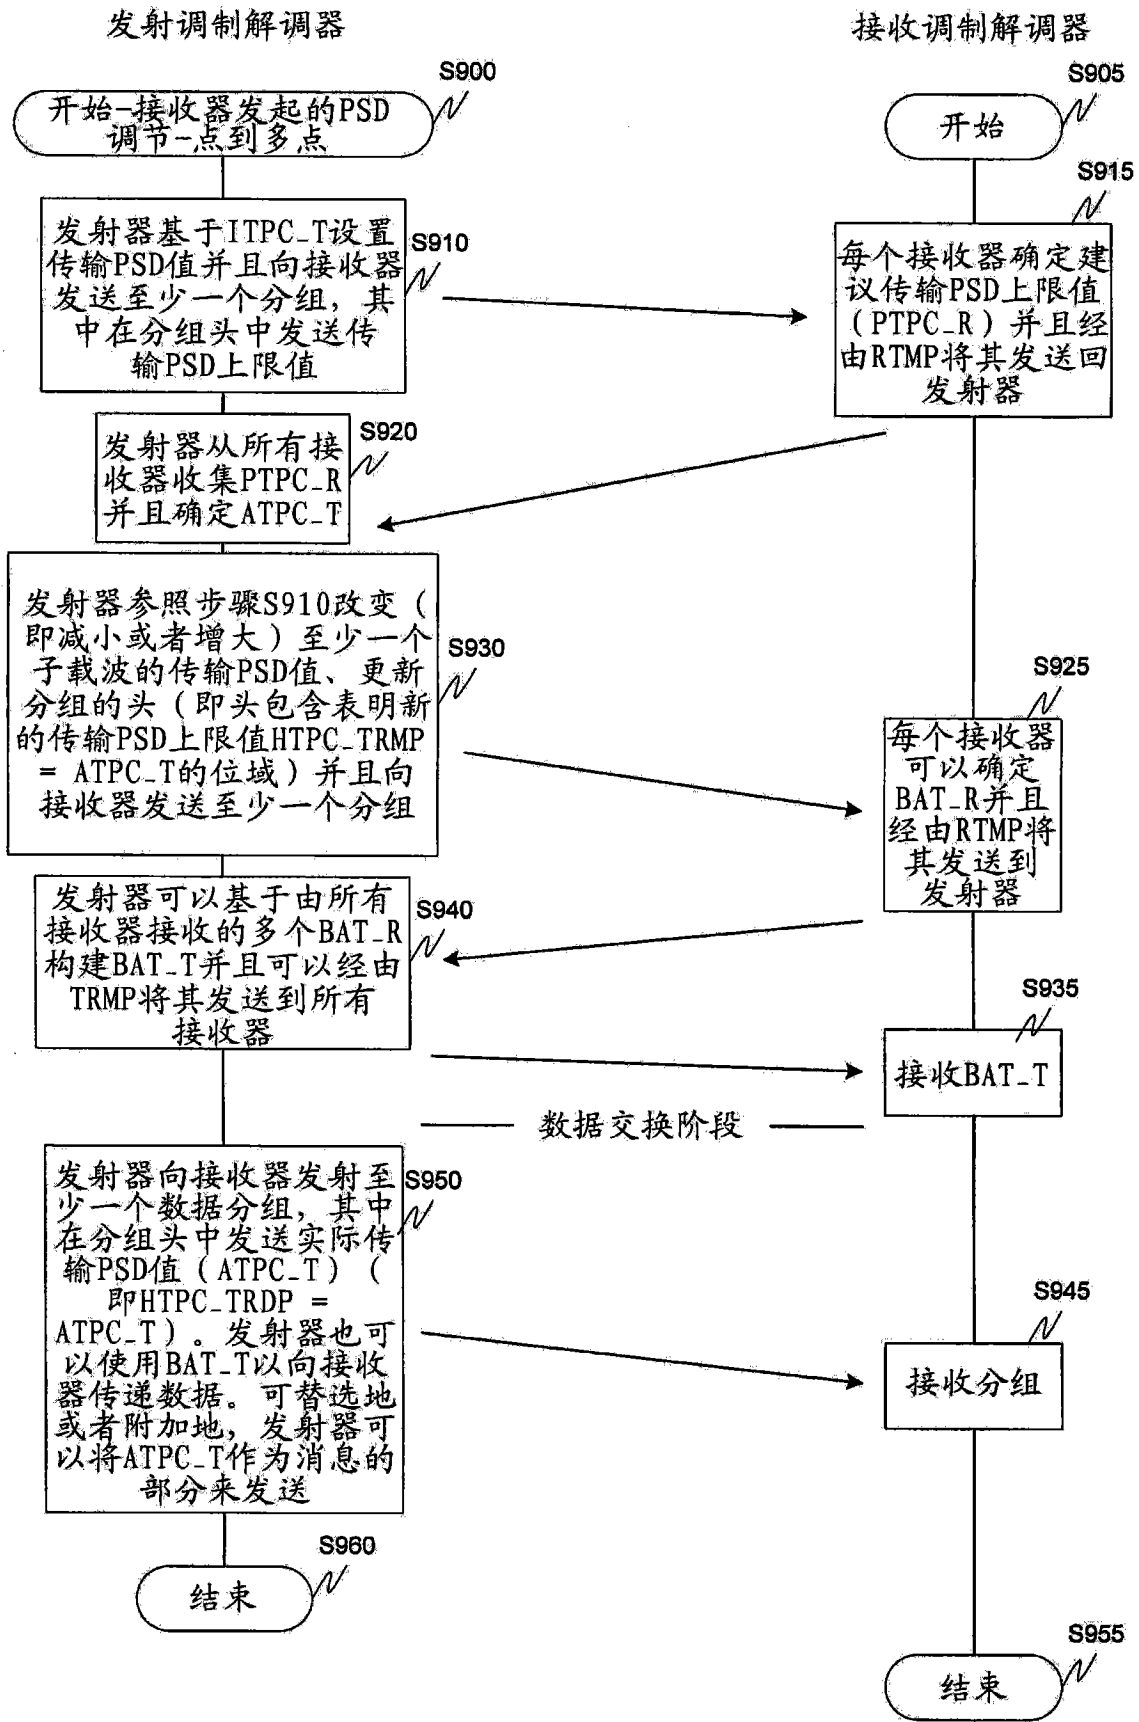 发射调制解调器
接收调制解调器
S900
开始-接收器发起的PSD
调节-点到多点
S905
开始
S910
发射器基于ITPC_T设置
传输PSD值并且向接收器
发送至少一个分组，其
中在分组头中发送传
输PSD上限值
S915
每个接收器确定建
议传输PSD上限值
（PTPC_R）并且经
由RTMP将其发送回
发射器
S920
发射器从所有接
收器收集PTPC_R
并且确定ATPC_T
S930
发射器参照步骤S910改变（
即减小或者增大）至少一个
子载波的传输PSD值、更新
分组的头（即头包含表明新
的传输PSD上限值HTPC_TRMP
= ATPC_T的位域）并且向
接收器发送至少一个分组
S925
每个接收器
可以确定
BAT_R并且
经由RTMP将
其发送到
发射器
S940
发射器可以基于由所有
接收器接收的多个BAT_R
构建BAT_T并且可以经由
TRMP将其发送到所有
接收器
S935
接收BAT_T
数据交换阶段
S950
发射器向接收器发射至
少一个数据分组，其中
在分组头中发送实际传
输PSD值（ATPC_T）（
即HTPC_TRDP =
ATPC_T）。发射器也可
以使用BAT_T以向接收
器传递数据。可替选地
或者附加地，发射器可
以将ATPC_T作为消息的
部分来发送
S945
接收分组
S960
结束
S955
结束